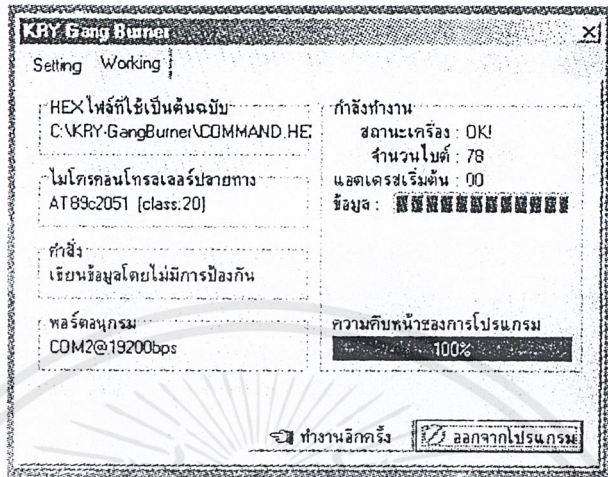 KRY Gang Burner
Setting Working
HEX ไฟล์ที่ใช้เป็นต้นฉบับ
C:\KRY-GangBurner\COMMAND.HE
ไมโครคอนโทรลเลอร์ปลายทาง
AT89c2051 [class:20]
คำสั่ง
เขียนข้อมูลโดยไม่มีการป้องกัน
พอร์ตอนุกรม
COM2@19200bps
กำลังทำงาน
สถานะเครื่อง : OK!
จำนวนไบต์ : 78
แอดเดรสเริ่มต้น : 00
ข้อมูล :
ความคืบหน้าของการโปรแกรม
100%
ทำงานอีกครั้ง
ออกจากโปรแกรม